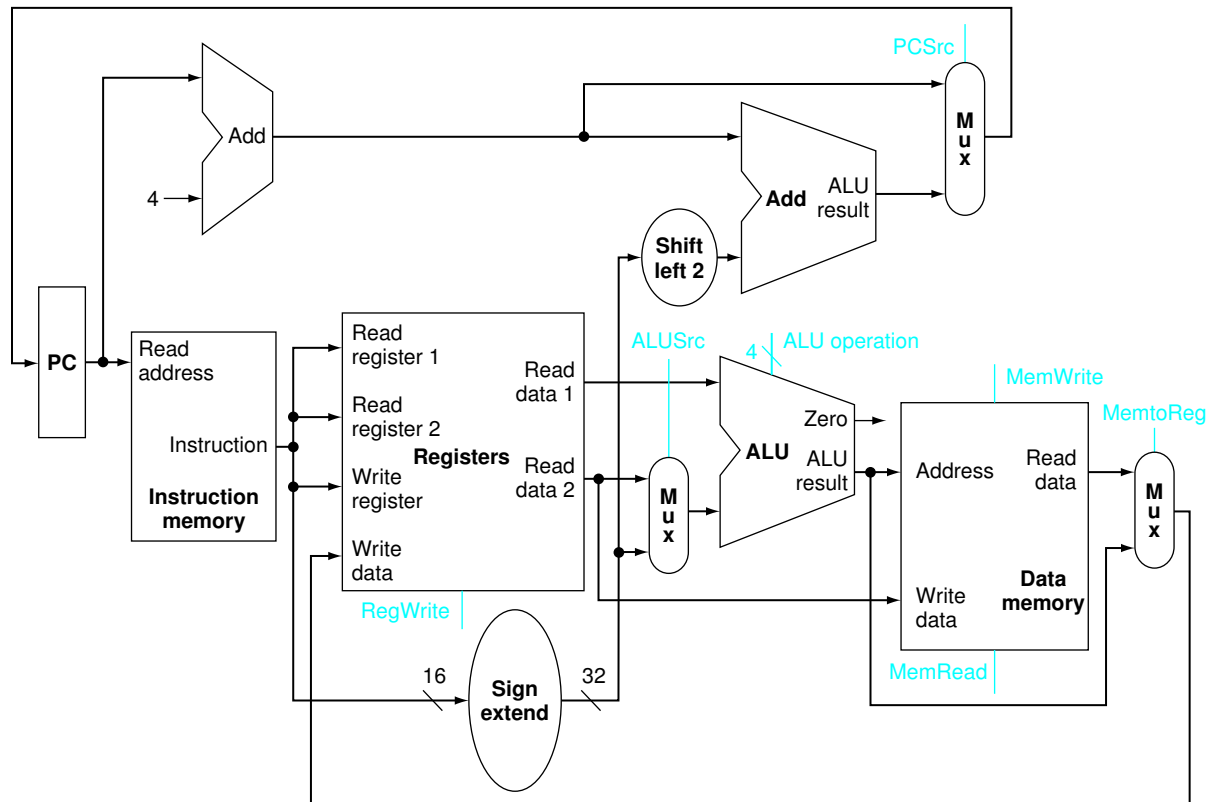 PCSrc
Add
4
Add
ALU
result
M
u
x
Shift
left 2
PC
Read
address
Instruction
Instruction
memory
Read
register 1
Read
register 2
Write
register
Write
data
Registers
Read
data 1
Read
data 2
RegWrite
16
Sign
extend
32
ALUSrc
M
u
x
4
ALU operation
Zero
ALU
ALU
result
MemWrite
Address
Read
data
Write
data
Data
memory
MemRead
MemtoReg
M
u
x